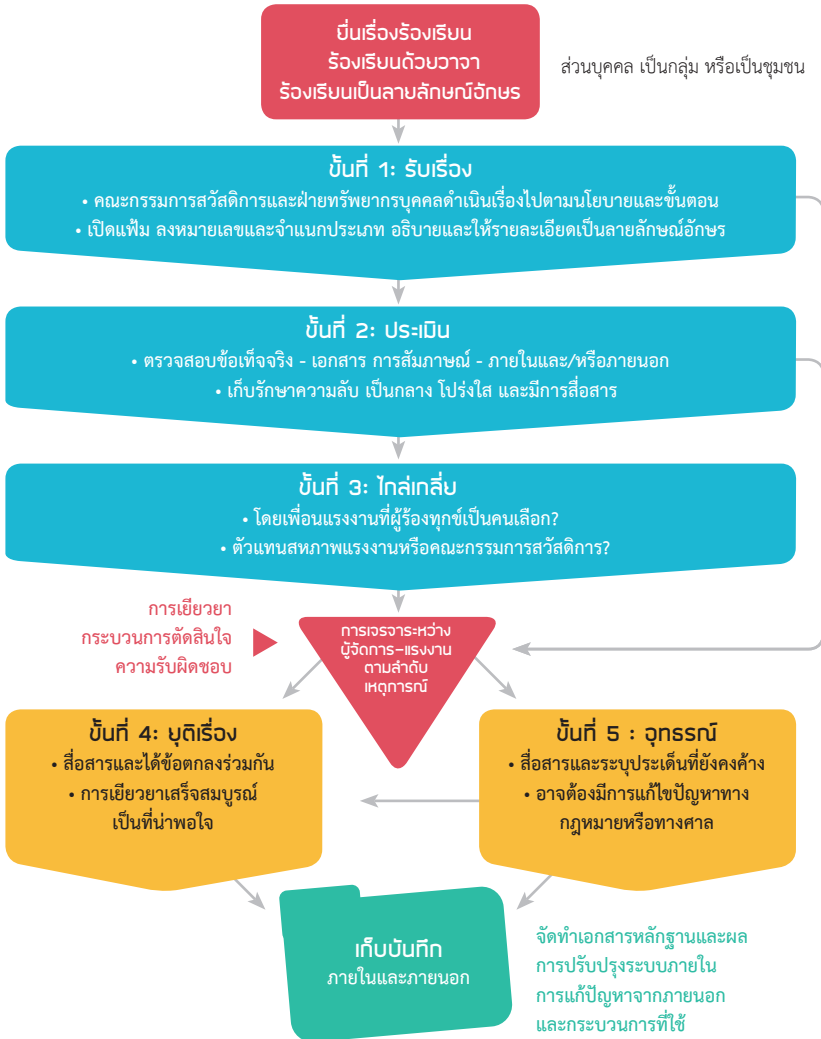 ยื่นเรื่องร้องเรียน
ร้องเรียนด้วยวาจา
ร้องเรียนเป็นลายลักษณ์อักษร
ส่วนบุคคล เป็นกลุ่ม หรือเป็นชุมชน
ขั้นที่ 1: รับเรื่อง
• คณะกรรมการสวัสดิการและฝ่ายทรัพยากรบุคคลดำเนินเรื่องไปตามนโยบายและขั้นตอน
• เปิดแฟ้ม ลงหมายเลขและจำแนกประเภท อธิบายและให้รายละเอียดเป็นลายลักษณ์อักษร
ขั้นที่ 2: ประเมิน
• ตรวจสอบข้อเท็จจริง - เอกสาร การสัมภาษณ์ - ภายในและ/หรือภายนอก
• เก็บรักษาความลับ เป็นกลาง โปร่งใส และมีการสื่อสาร
ขั้นที่ 3: ไกล่เกลี่ย
• โดยเพื่อนแรงงานที่ผู้ร้องทุกข์เป็นคนเลือก?
• ตัวแทนสหภาพแรงงานหรือคณะกรรมการสวัสดิการ?
การเยียวยา
กระบวนการตัดสินใจ
ความรับผิดชอบ
การเจรจาระหว่าง
ผู้จัดการ-แรงงาน
ตามลำดับ
เหตุการณ์
ขั้นที่ 4: ยุติเรื่อง
• สื่อสารและได้ข้อตกลงร่วมกัน
• การเยียวยาเสร็จสมบูรณ์
เป็นที่น่าพอใจ
ขั้นที่ 5 : อุทธรณ์
• สื่อสารและระบุประเด็นที่ยังคงค้าง
• อาจต้องมีการแก้ไขปัญหาทาง
กฎหมายหรือทางศาล
เก็บบันทึก
ภายในและภายนอก
จัดทำเอกสารหลักฐานและผล
การปรับปรุงระบบภายใน
การแก้ปัญหาจากภายนอก
และกระบวนการที่ใช้